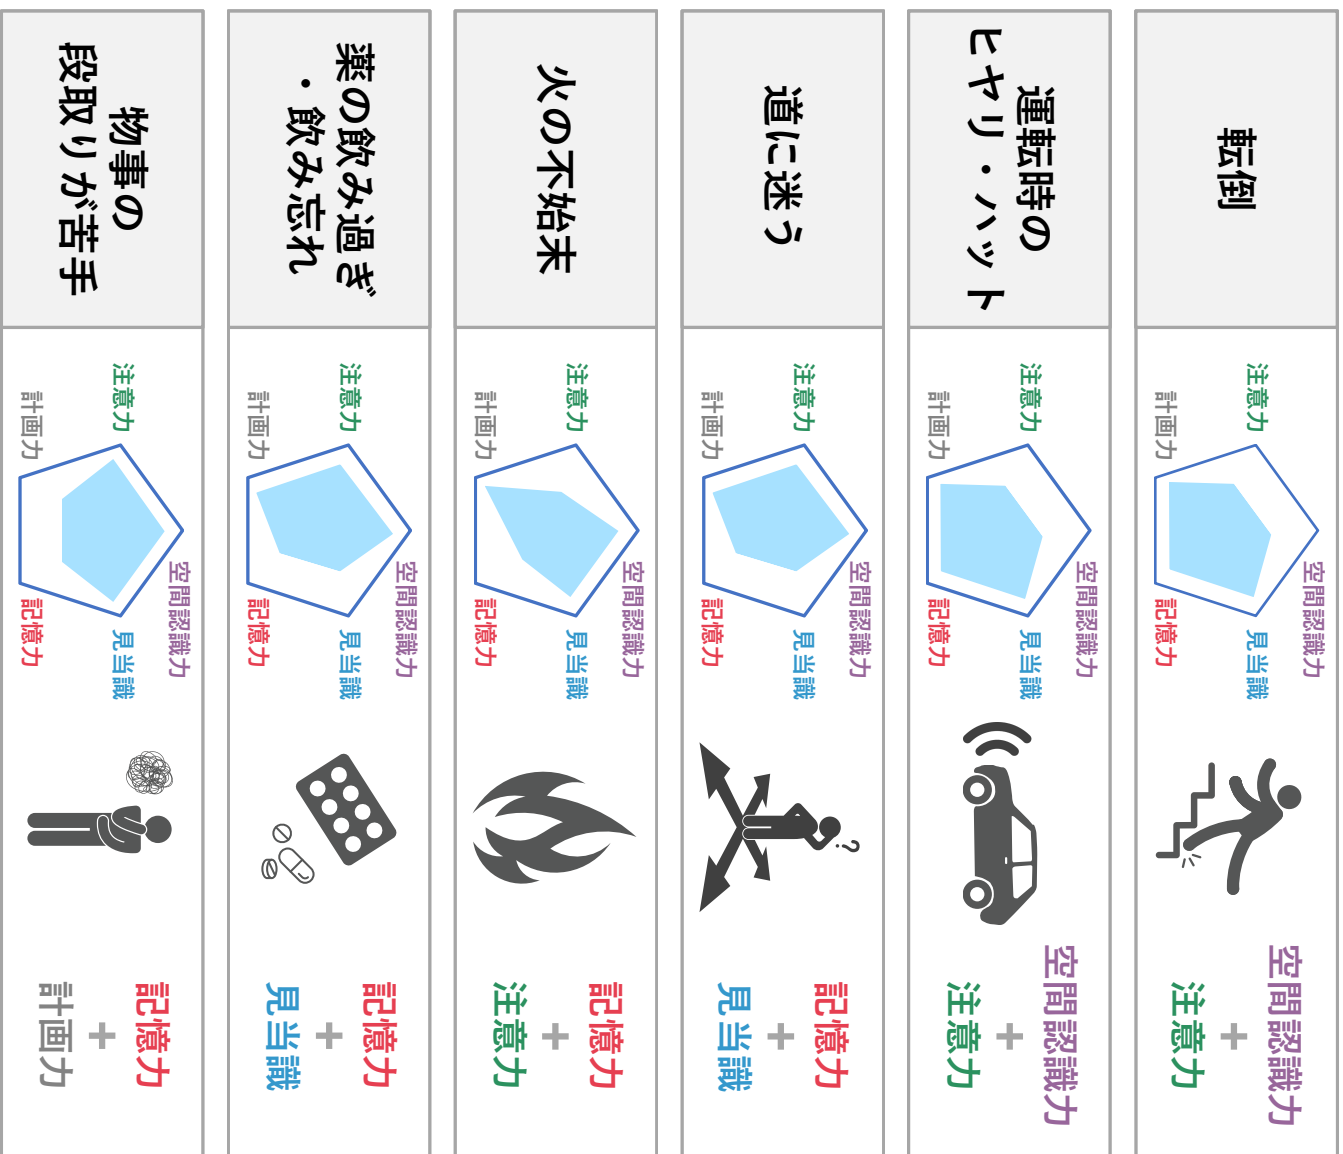 転倒
空間認識力
注意力
見当識
計画力
記憶力
空間認識力
+
注意力
運転時の
ヒヤリ・ハット
空間認識力
注意力
見当識
計画力
記憶力
空間認識力
+
注意力
道に迷う
空間認識力
注意力
見当識
計画力
記憶力
?
記憶力
+
見当識
火の不始末
空間認識力
注意力
見当識
計画力
記憶力
記憶力
+
注意力
薬の飲み過ぎ
・飲み忘れ
空間認識力
注意力
見当識
計画力
記憶力
記憶力
+
見当識
物事の
段取りが苦手
空間認識力
注意力
見当識
計画力
記憶力
記憶力
+
計画力